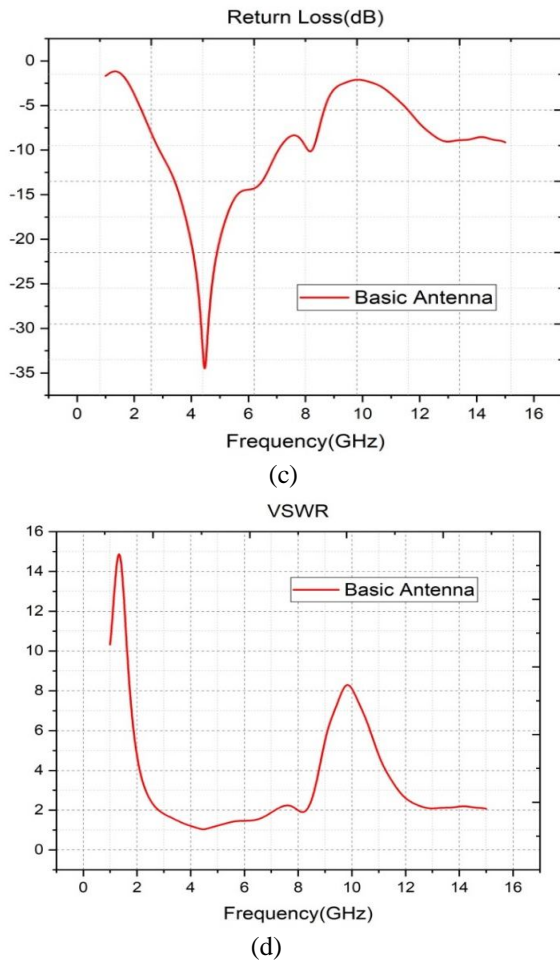 Return Loss(dB)
0
-5
-10
-15
-20
-25
-30
-35
Basic Antenna
0 2 4 6 8 10 12 14 16
Frequency(GHz)
(c)
VSWR
16
14
12
10
8
6
4
2
0
Basic Antenna
0 2 4 6 8 10 12 14 16
Frequency(GHz)
(d)